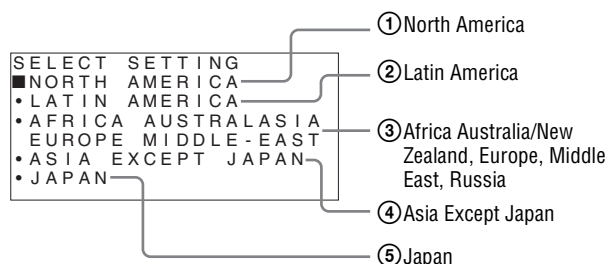 SELECT SETTING
■NORTH AMERICA
•LATIN AMERICA
•AFRICA AUSTRALASIA
EUROPE MIDDLE-EAST
•ASIA EXCEPT JAPAN
•JAPAN
①North America
②Latin America
③Africa Australia/New
Zealand, Europe, Middle
East, Russia
④Asia Except Japan
⑤Japan